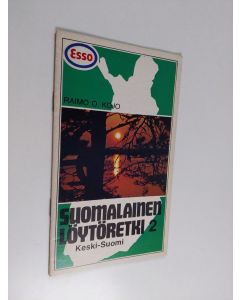 Esso
RAIMO O. KOJO
SUOMALAINEN
LÖYTÖRETKI 2
Keski-Suomi